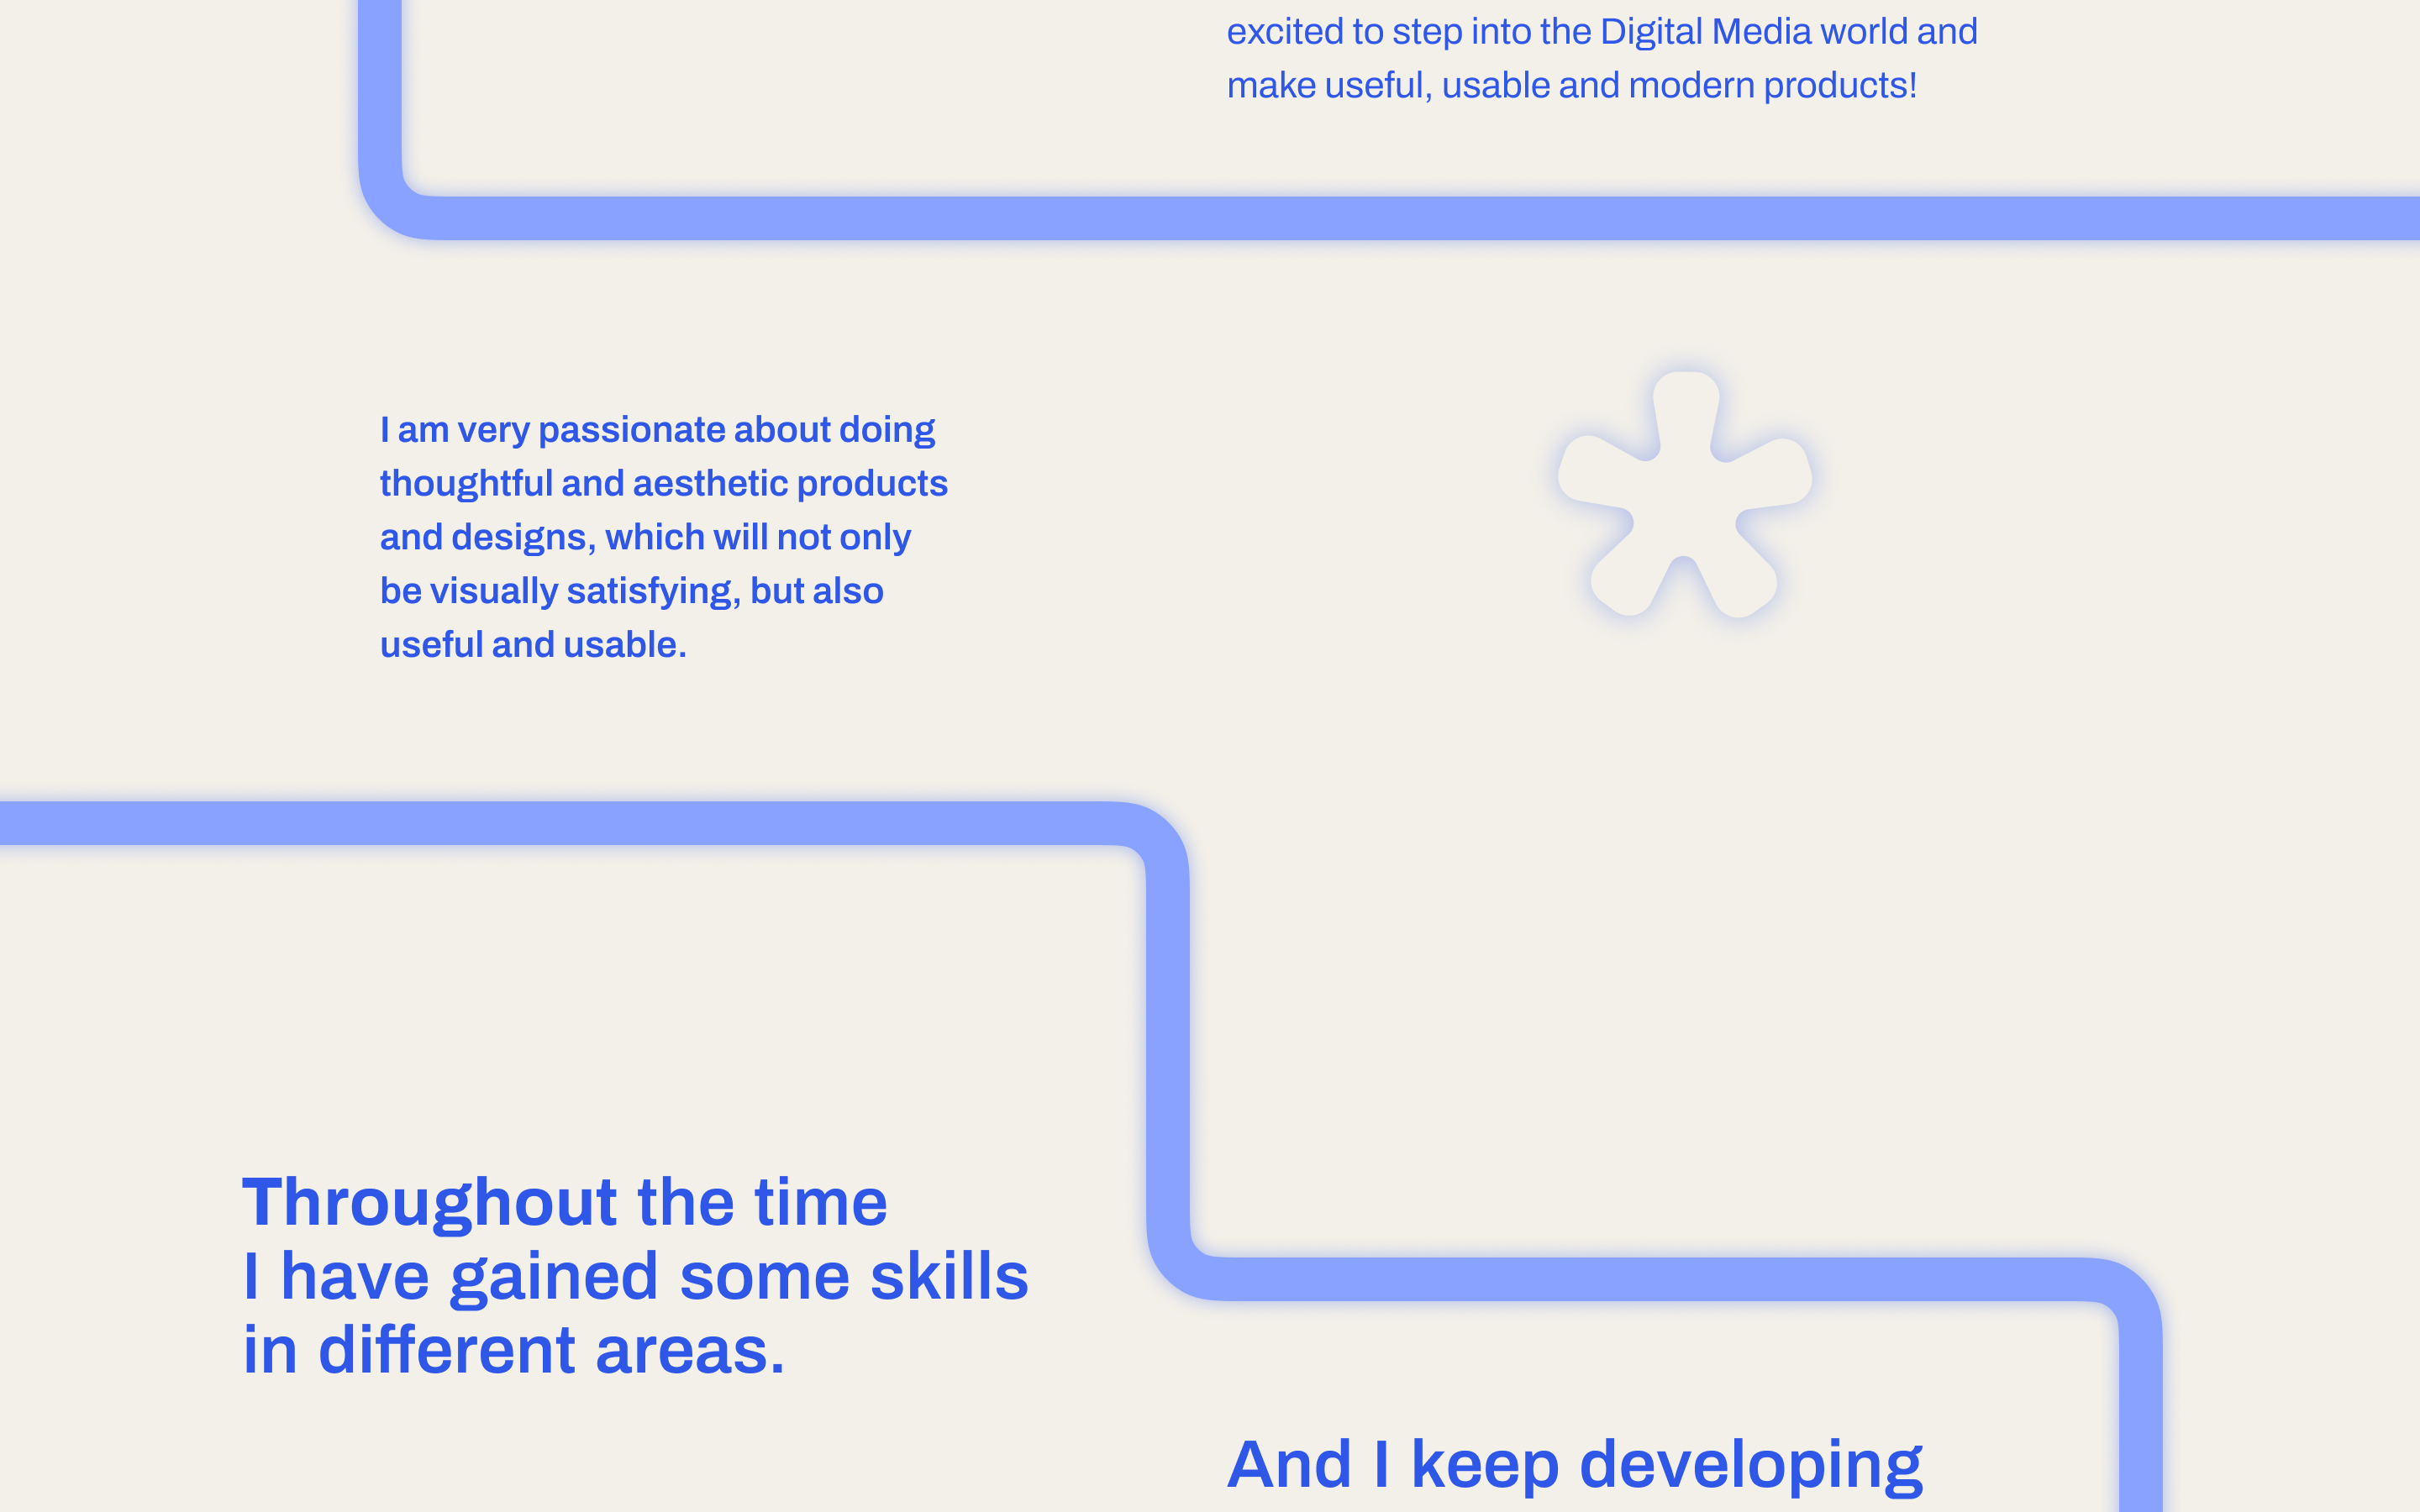 excited to step into the Digital Media world and
make useful, usable and modern products!
I am very passionate about doing
thoughtful and aesthetic products
and designs, which will not only
be visually satisfying, but also
useful and usable.
Throughout the time
I have gained some skills
in different areas.
And I keep developing